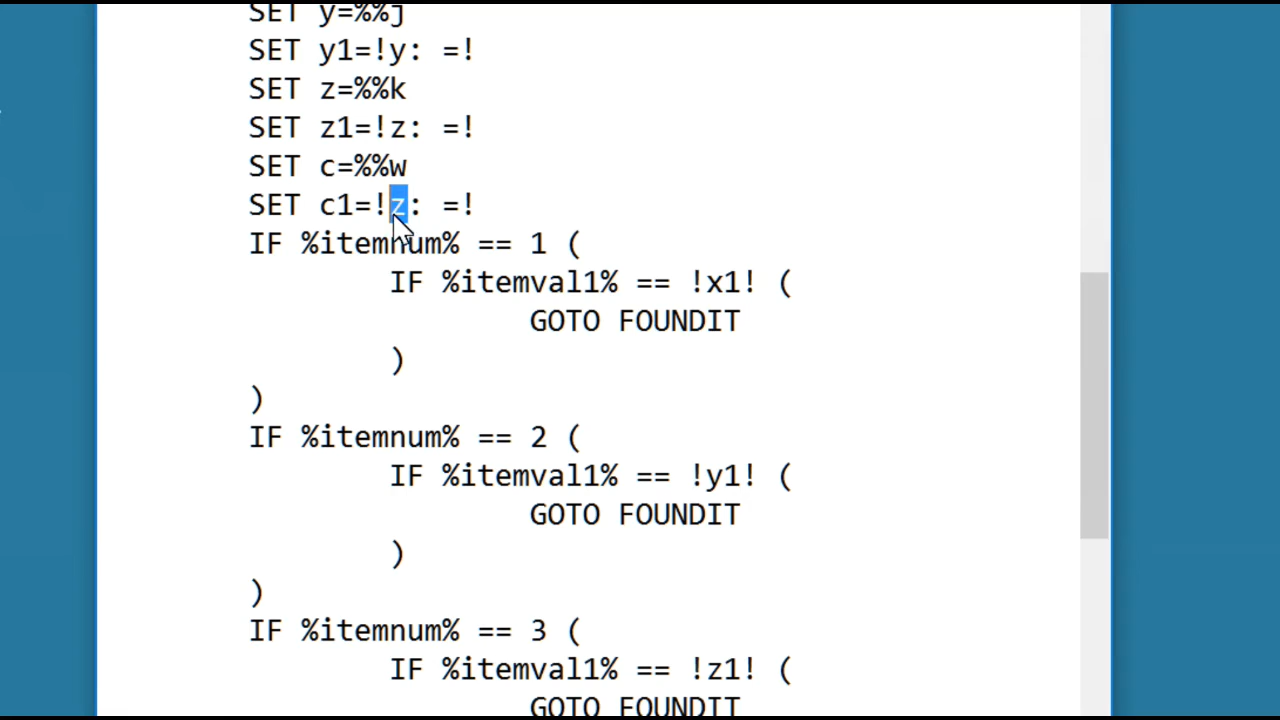 SET y=%%j
SET y1=!y: =!
SET z=%%k
SET z1=!z: =!
SET c=%%w
SET c1=!z: =!
IF %itemnum% == 1 (
IF %itemval1% == !x1! (
GOTO FOUNDIT
)
)
IF %itemnum% == 2 (
IF %itemval1% == !y1! (
GOTO FOUNDIT
)
)
IF %itemnum% == 3 (
IF %itemval1% == !z1! (
GOTO FOUNDIT